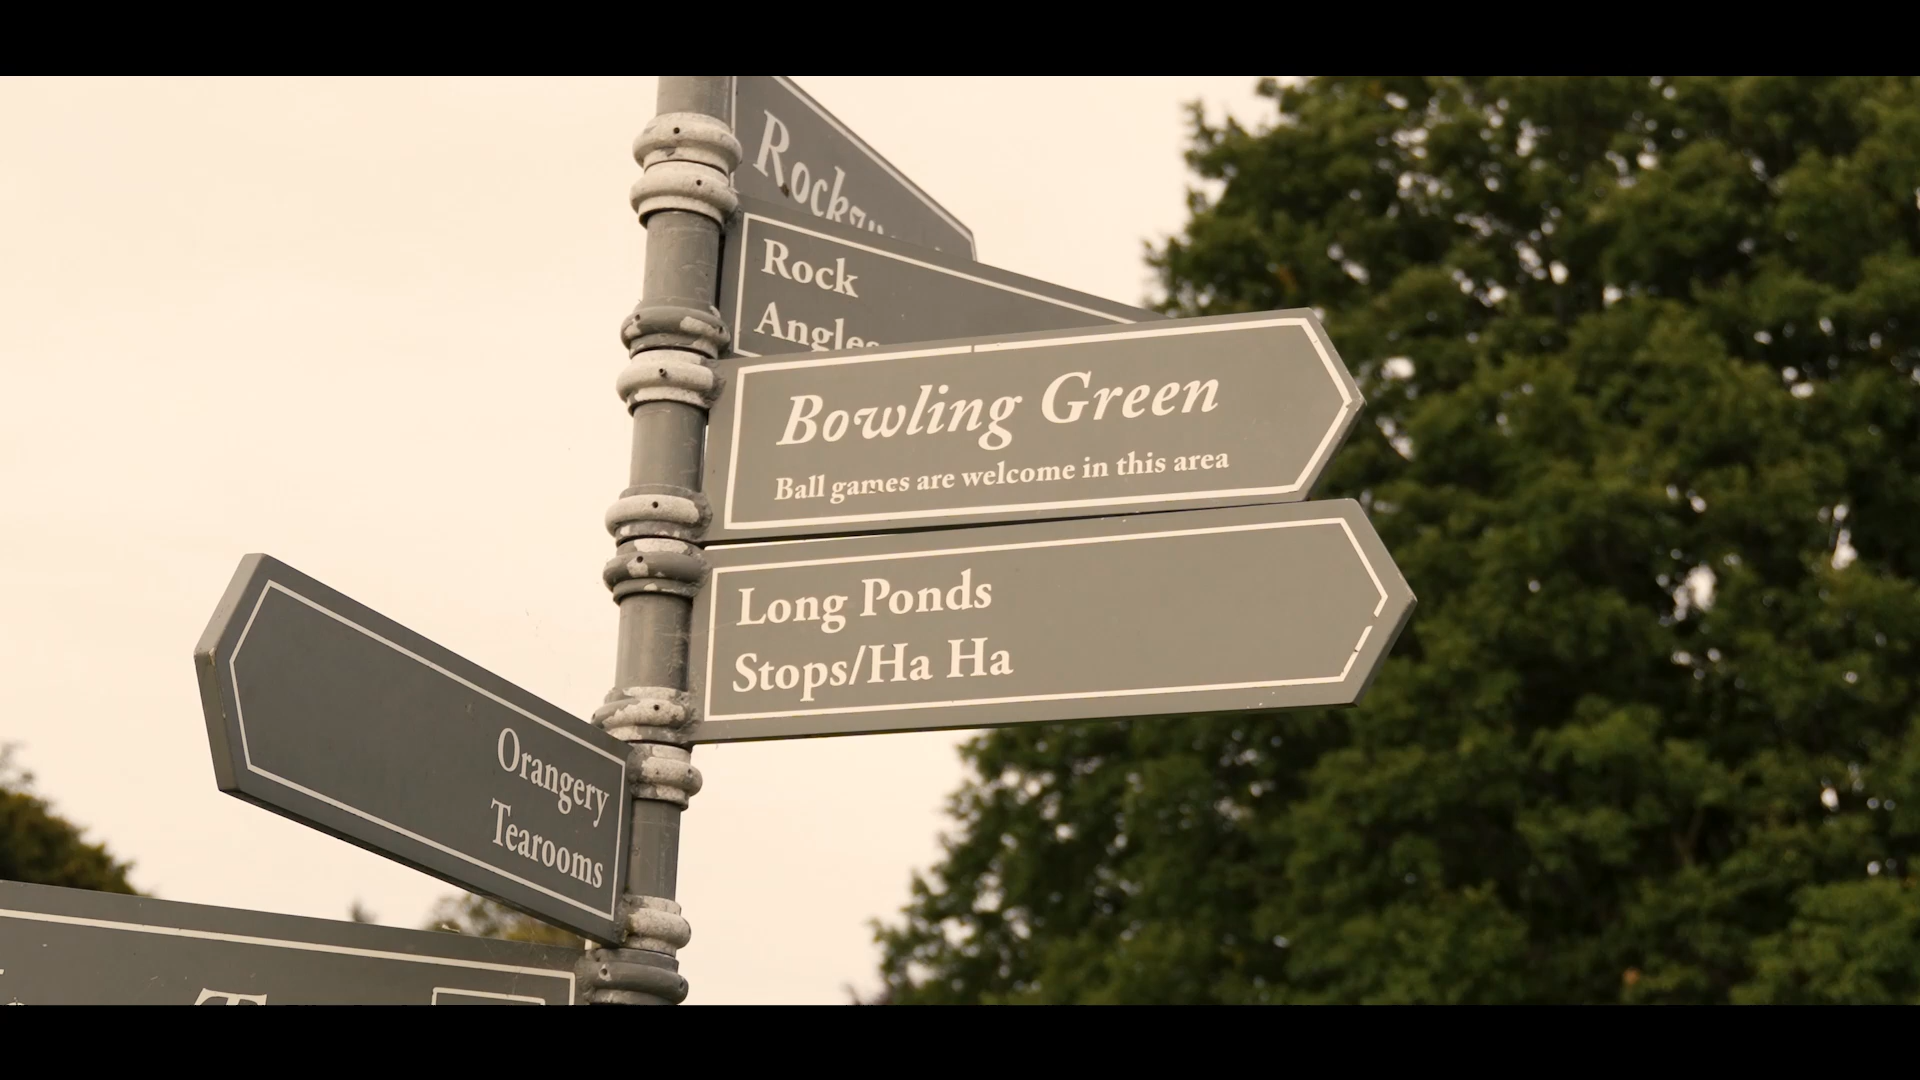 Rock
Angles
Bowling Green
Ball games are welcome in this area
Long Ponds
Stops/Ha Ha
Orangery
Tearooms